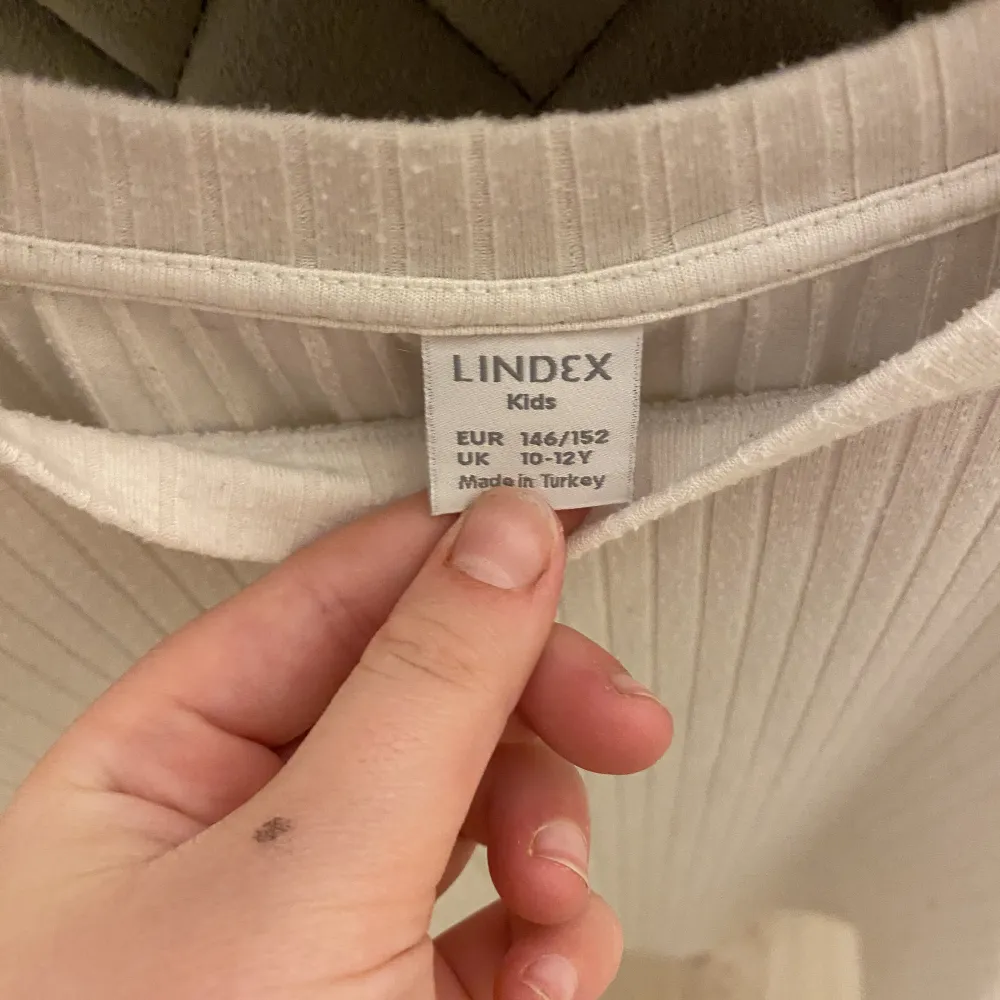 LINDEX
Kids
EUR 146/152
UK 10-12Y
Made in Turkey